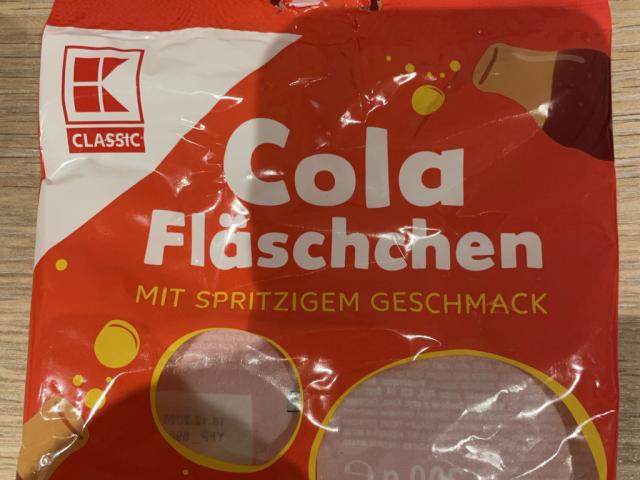 K
CLASSIC
Cola
Fläschchen
MIT SPRITZIGEM GESCHMACK